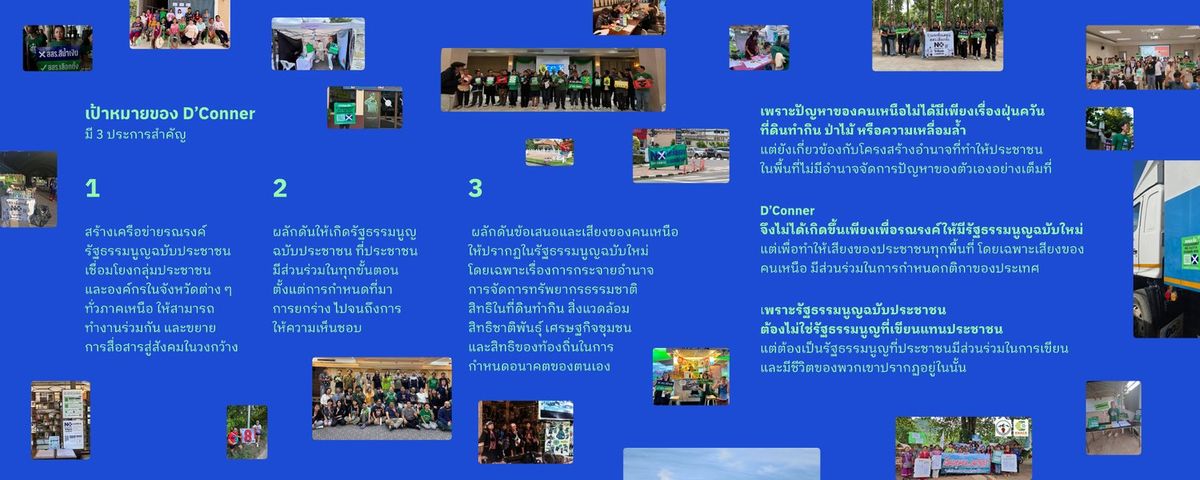 เป้าหมายของ D'Conner
มี 3 ประการสำคัญ
1
สร้างเครือข่ายรณรงค์
รัฐธรรมนูญฉบับประชาชน
เชื่อมโยงกลุ่มประชาชน
และองค์กรในจังหวัดต่าง ๆ
ทั่วภาคเหนือ ให้สามารถ
ทำงานร่วมกัน และขยาย
การสื่อสารสู่สังคมในวงกว้าง
2
ผลักดันให้เกิดรัฐธรรมนูญ
ฉบับประชาชน ที่ประชาชน
มีส่วนร่วมในทุกขั้นตอน
ตั้งแต่การกำหนดที่มา
การยกร่าง ไปจนถึงการ
ให้ความเห็นชอบ
3
ผลักดันข้อเสนอและเสียงของคนเหนือ
ให้ปรากฏในรัฐธรรมนูญฉบับใหม่
โดยเฉพาะเรื่องการกระจายอำนาจ
การจัดการทรัพยากรธรรมชาติ
สิทธิในที่ดินทำกิน สิ่งแวดล้อม
สิทธิชาติพันธุ์ เศรษฐกิจชุมชน
และสิทธิของท้องถิ่นในการ
กำหนดอนาคตของตนเอง
เพราะปัญหาของคนเหนือไม่ได้มีเพียงเรื่องฝุ่นควัน
ที่ดินทำกิน ป่าไม้ หรือความเหลื่อมล้ำ
แต่ยังเกี่ยวข้องกับโครงสร้างอำนาจที่ทำให้ประชาชน
ในพื้นที่ไม่มีอำนาจจัดการปัญหาของตัวเองอย่างเต็มที่
D'Conner
จึงไม่ได้เกิดขึ้นเพียงเพื่อรณรงค์ให้มีรัฐธรรมนูญฉบับใหม่
แต่เพื่อทำให้เสียงของประชาชนทุกพื้นที่ โดยเฉพาะเสียงของ
คนเหนือ มีส่วนร่วมในการกำหนดกติกาของประเทศ
เพราะรัฐธรรมนูญฉบับประชาชน
ต้องไม่ใช่รัฐธรรมนูญที่เขียนแทนประชาชน
แต่ต้องเป็นรัฐธรรมนูญที่ประชาชนมีส่วนร่วมในการเขียน
และมีชีวิตของพวกเขาปรากฏอยู่ในนั้น